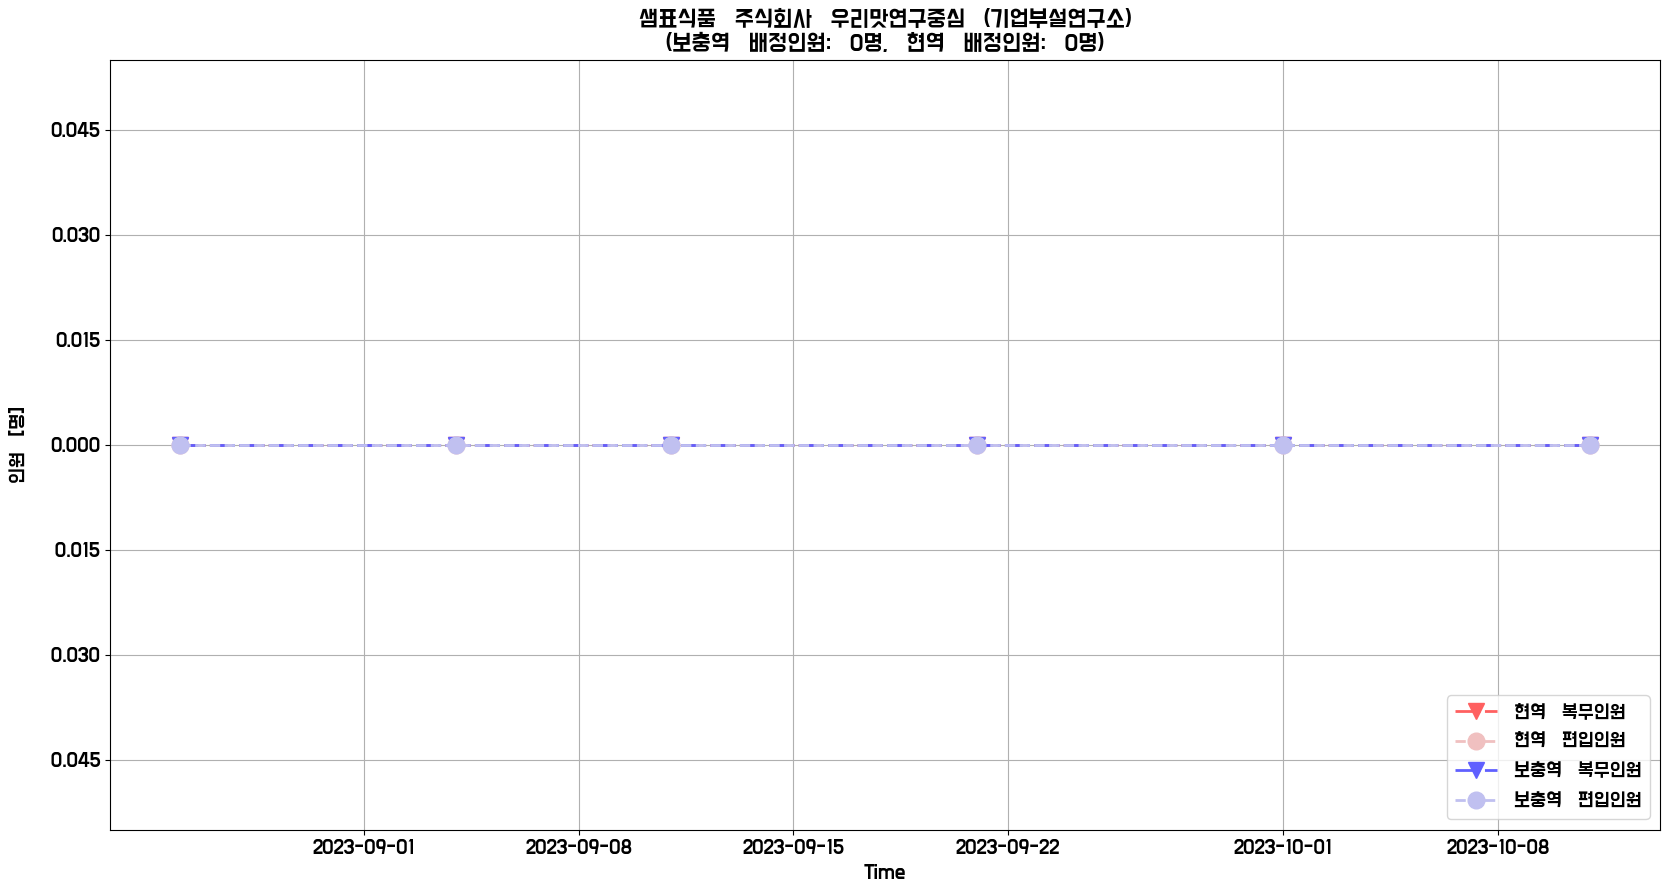 샘표식품 주식회사 우리맛연구중심 (기업부설연구소)
(보충역 배정인원: 0명, 현역 배정인원: 0명)
0.045
0.030
0.015
0.000
0.015
0.030
0.045
인원 [명]
현역 복무인원
현역 편입인원
보충역 복무인원
보충역 편입인원
2023-09-01 2023-09-08 2023-09-15 2023-09-22 2023-10-01 2023-10-08
Time